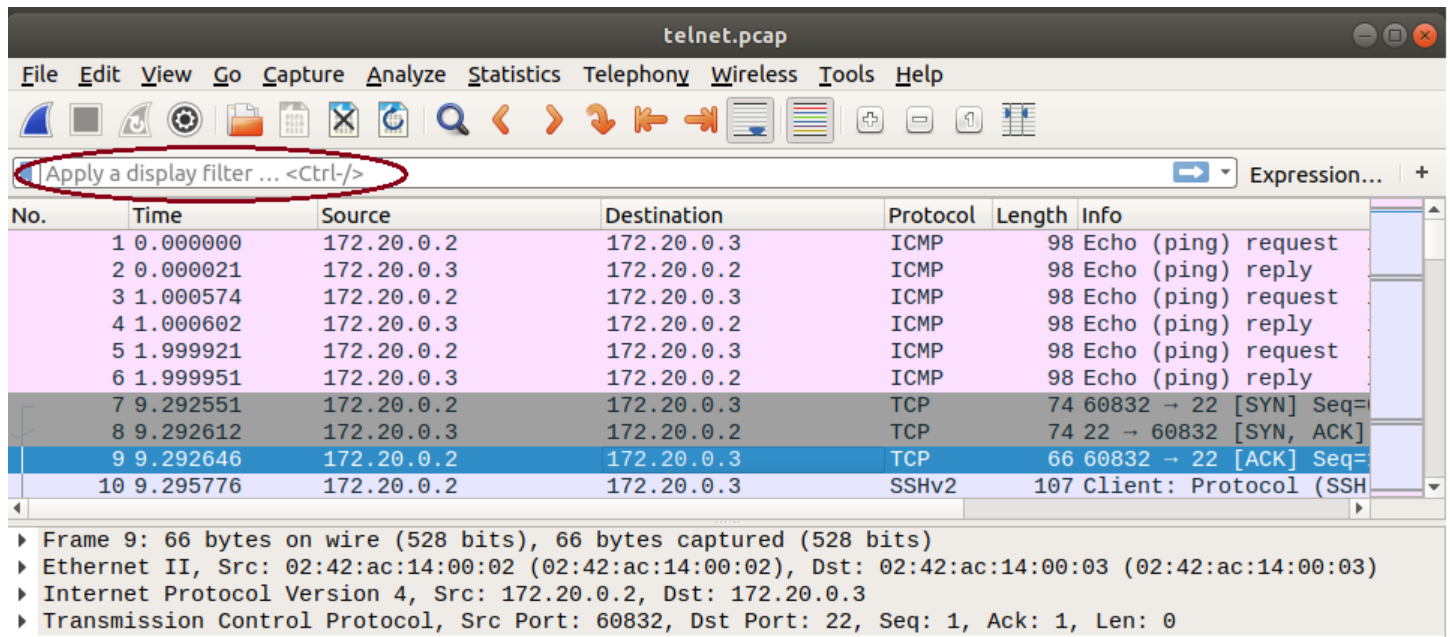 telnet.pcap
File Edit View Go Capture Analyze Statistics Telephony Wireless Tools Help
Apply a display filter ... <Ctrl-/> Expression... +
No. Time Source Destination Protocol Length Info
1 0.000000 172.20.0.2 172.20.0.3 ICMP 98 Echo (ping) request
2 0.000021 172.20.0.3 172.20.0.2 ICMP 98 Echo (ping) reply
3 1.000574 172.20.0.2 172.20.0.3 ICMP 98 Echo (ping) request
4 1.000602 172.20.0.3 172.20.0.2 ICMP 98 Echo (ping) reply
5 1.999921 172.20.0.2 172.20.0.3 ICMP 98 Echo (ping) request
6 1.999951 172.20.0.3 172.20.0.2 ICMP 98 Echo (ping) reply
7 9.292551 172.20.0.2 172.20.0.3 TCP 74 60832 → 22 [SYN] Seq=
8 9.292612 172.20.0.3 172.20.0.2 TCP 74 22 → 60832 [SYN, ACK]
9 9.292646 172.20.0.2 172.20.0.3 TCP 66 60832 → 22 [ACK] Seq=
10 9.295776 172.20.0.2 172.20.0.3 SSHv2 107 Client: Protocol (SSH
Frame 9: 66 bytes on wire (528 bits), 66 bytes captured (528 bits)
Ethernet II, Src: 02:42:ac:14:00:02 (02:42:ac:14:00:02), Dst: 02:42:ac:14:00:03 (02:42:ac:14:00:03)
Internet Protocol Version 4, Src: 172.20.0.2, Dst: 172.20.0.3
Transmission Control Protocol, Src Port: 60832, Dst Port: 22, Seq: 1, Ack: 1, Len: 0